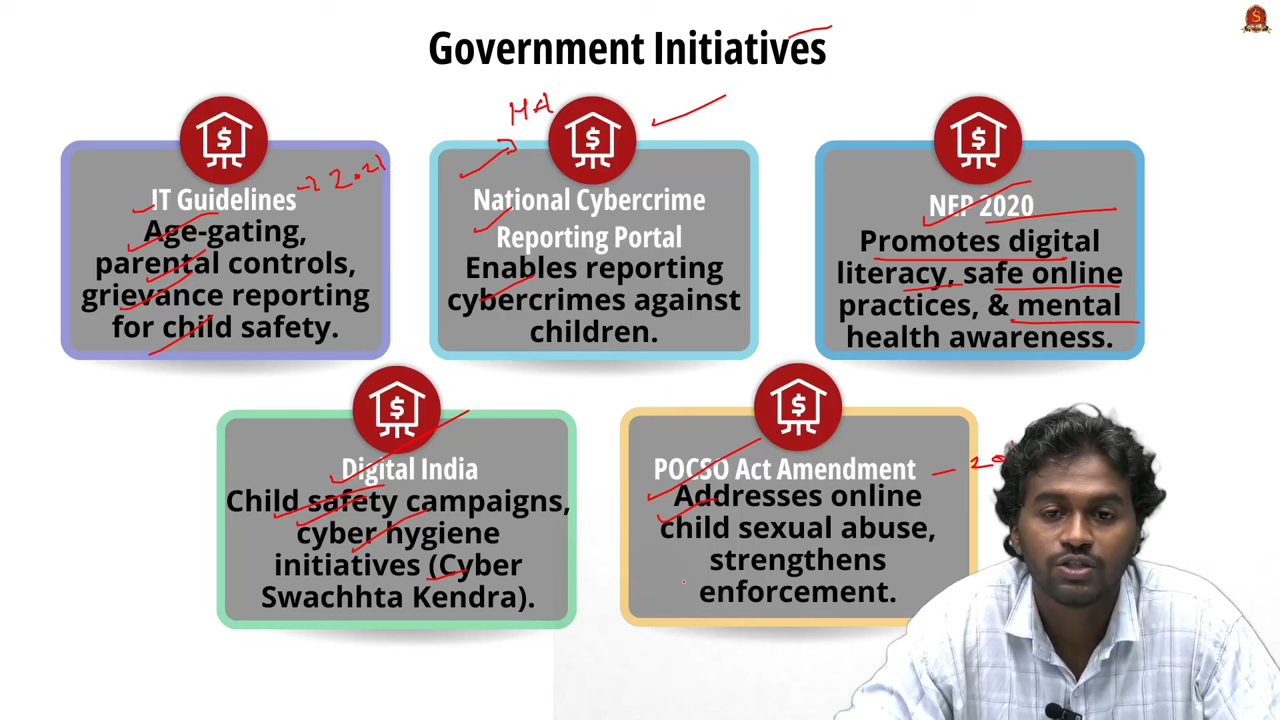 Government Initiatives
IT Guidelines
→ 2021
Age-gating,
parental controls,
grievance reporting
for child safety.
HA
National Cybercrime
Reporting Portal
Enables reporting
cybercrimes against
children.
NEP 2020
Promotes digital
literacy, safe online
practices, & mental
health awareness.
Digital India
Child safety campaigns,
cyber hygiene
initiatives (Cyber
Swachhta Kendra).
POCSO Act Amendment
Addresses online
child sexual abuse,
strengthens
enforcement.